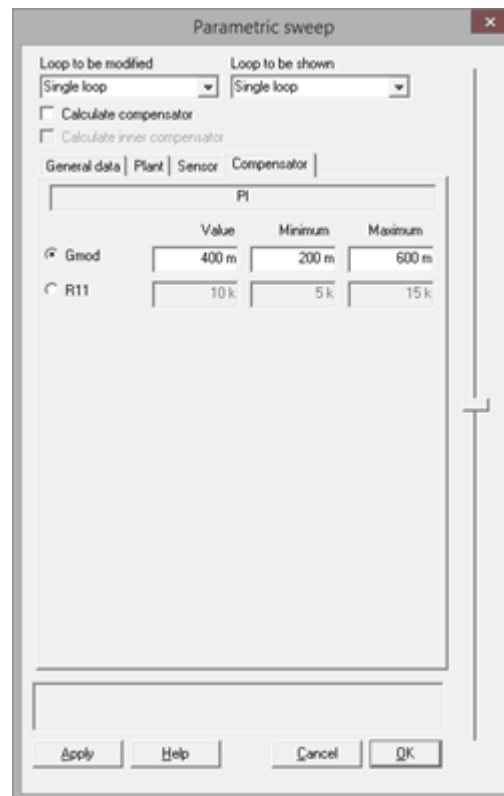 Parametric sweep
Loop to be modified Loop to be shown
Single loop Single loop
Calculate compensator
Calculate inner compensator
General data Plant Sensor Compensator
PI
Value Minimum Maximum
Gmod 400 m 200 m 600 m
R11 10 k 5 k 15 k
Apply Help Cancel OK